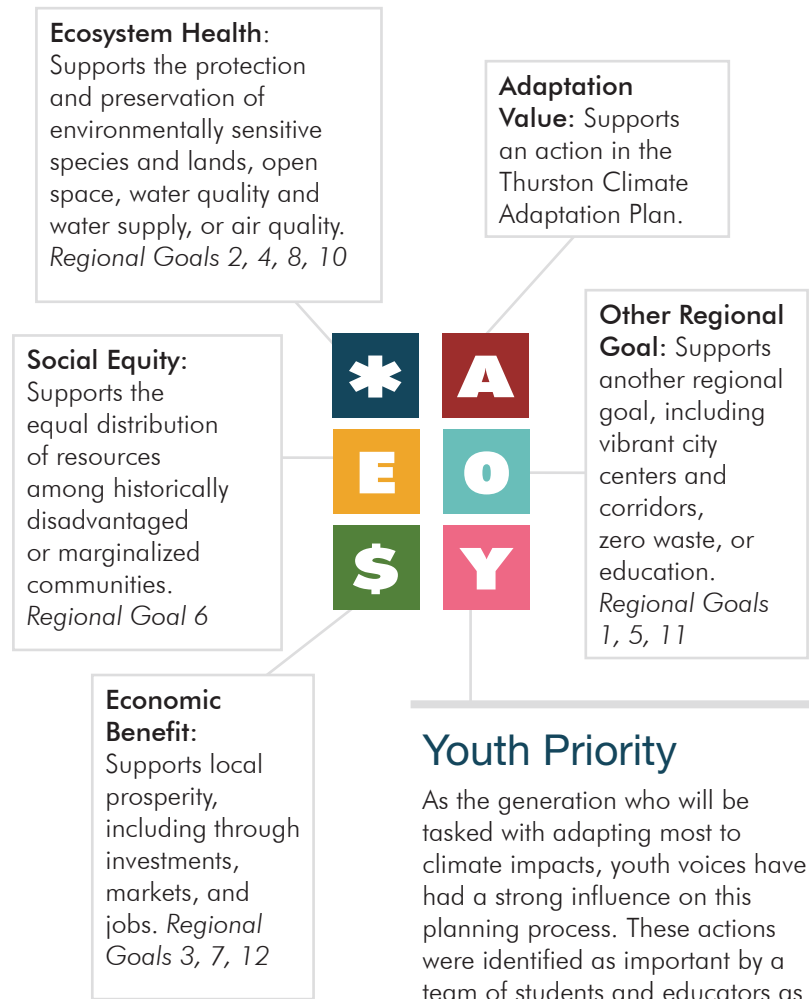 Ecosystem Health:
Supports the protection
and preservation of
environmentally sensitive
species and lands, open
space, water quality and
water supply, or air quality.
Regional Goals 2, 4, 8, 10
Adaptation
Value: Supports
an action in the
Thurston Climate
Adaptation Plan.
Social Equity:
Supports the
equal distribution
of resources
among historically
disadvantaged
or marginalized
communities.
Regional Goal 6
* A
E O
$ Y
Other Regional
Goal: Supports
another regional
goal, including
vibrant city
centers and
corridors,
zero waste, or
education.
Regional Goals
1, 5, 11
Economic
Benefit:
Supports local
prosperity,
including through
investments,
markets, and
jobs. Regional
Goals 3, 7, 12
Youth Priority
As the generation who will be
tasked with adapting most to
climate impacts, youth voices have
had a strong influence on this
planning process. These actions
were identified as important by a
team of students and educators as